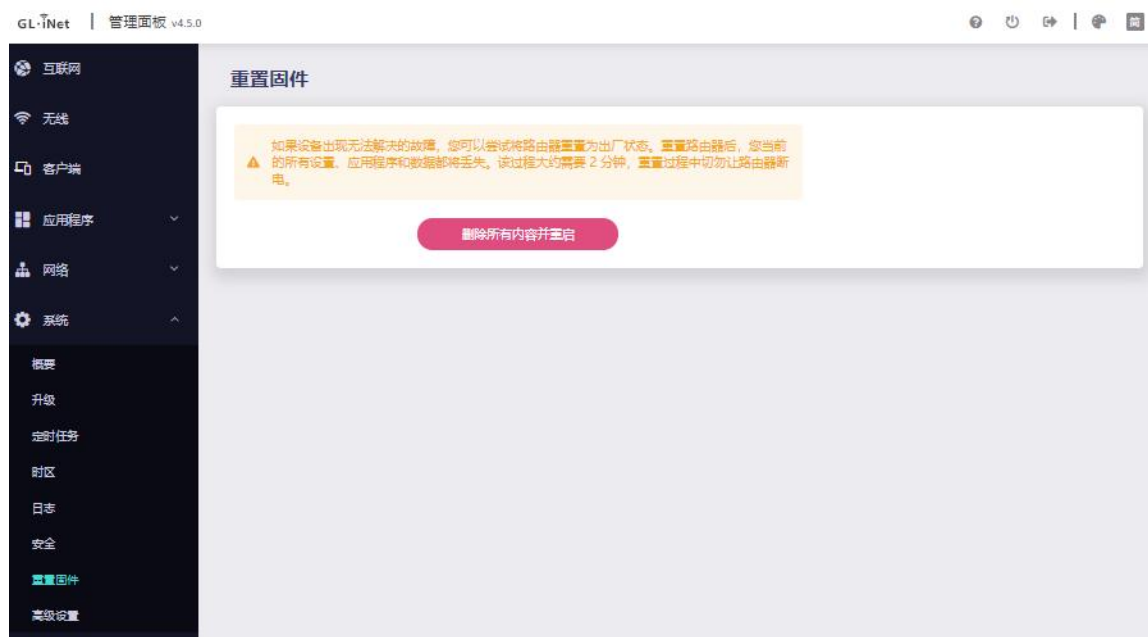 GL·iNet | 管理面板 v4.5.0
简
互联网
无线
客户端
应用程序
网络
系统
概要
升级
定时任务
时区
日志
安全
重置固件
高级设置
重置固件
如果设备出现无法解决的故障，您可以尝试将路由器重置为出厂状态。重置路由器后，您当前
的所有设置、应用程序和数据都将丢失。该过程大约需要 2 分钟，重置过程中切勿让路由器断
电。
删除所有内容并重启